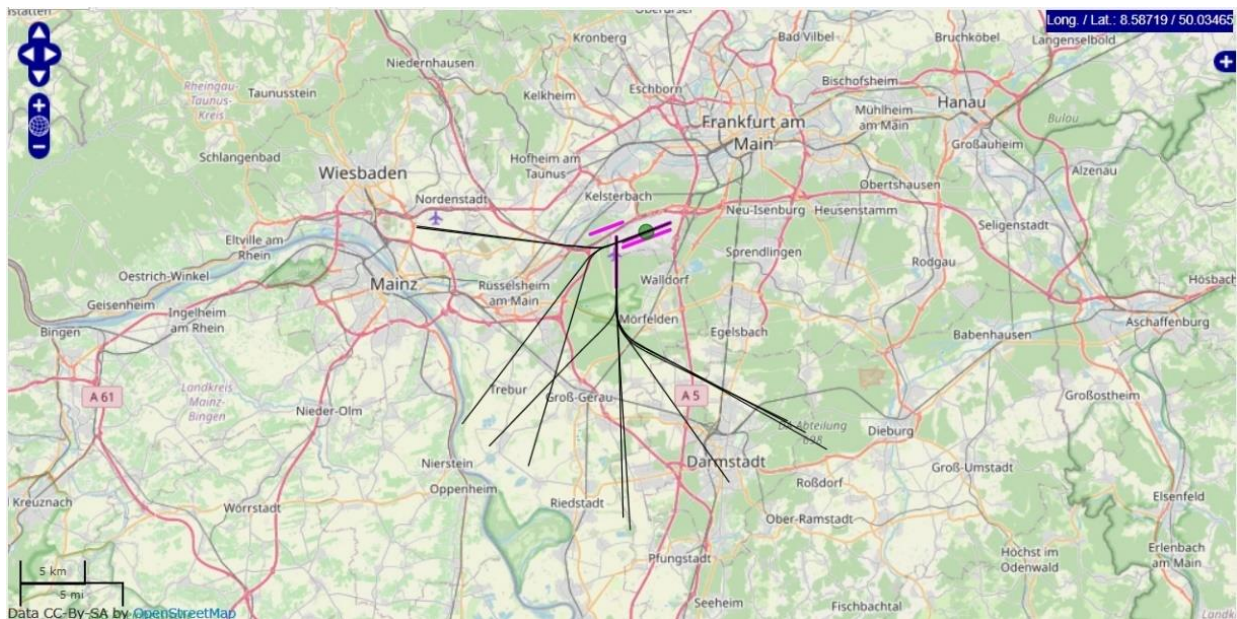 Long. / Lat.: 8.58719 / 50.03465
Kronberg
Bad Vilbel
Bruchköbel
Langenselbold
Niedernhausen
Rheingau-
Taunus-
Kreis
Taunusstein
Kelkheim
Eschborn
Bischofsheim
Hanau
Mühlheim
am Main
Frankfurt am
Main
Bulau
Großauheim
Schlangenbad
Hofheim am
Taunus
Wiesbaden
Alzenau
Nordenstadt
Kelsterbach
Obertshausen
Neu-Isenburg
Heusenstamm
Seligenstadt
Eltville am
Rhein
Sprendlingen
Rodgau
Oestrich-Winkel
Mainz
Rüsselsheim
am Main
Walldorf
Hösbach
Geisenheim
Ingelheim
am Rhein
Mörfelden
Egelsbach
Babenhausen
Aschaffenburg
Bingen
Landkreis
Mainz-
Bingen
Trebur
Groß-Gerau
A 5
A 61
Großostheim
Nieder-Olm
Dieburg
Nierstein
Darmstadt
Groß-Umstadt
Roßdorf
Oppenheim
Riedstadt
Elsenfeld
Kreuznach
Wörrstadt
Ober-Ramstadt
Pfungstadt
Höchst im
Odenwald
Erlenbach
am Main
5 km
5 mi
Seeheim
Fischbachtal
Data CC-By-SA by OpenStreetMap